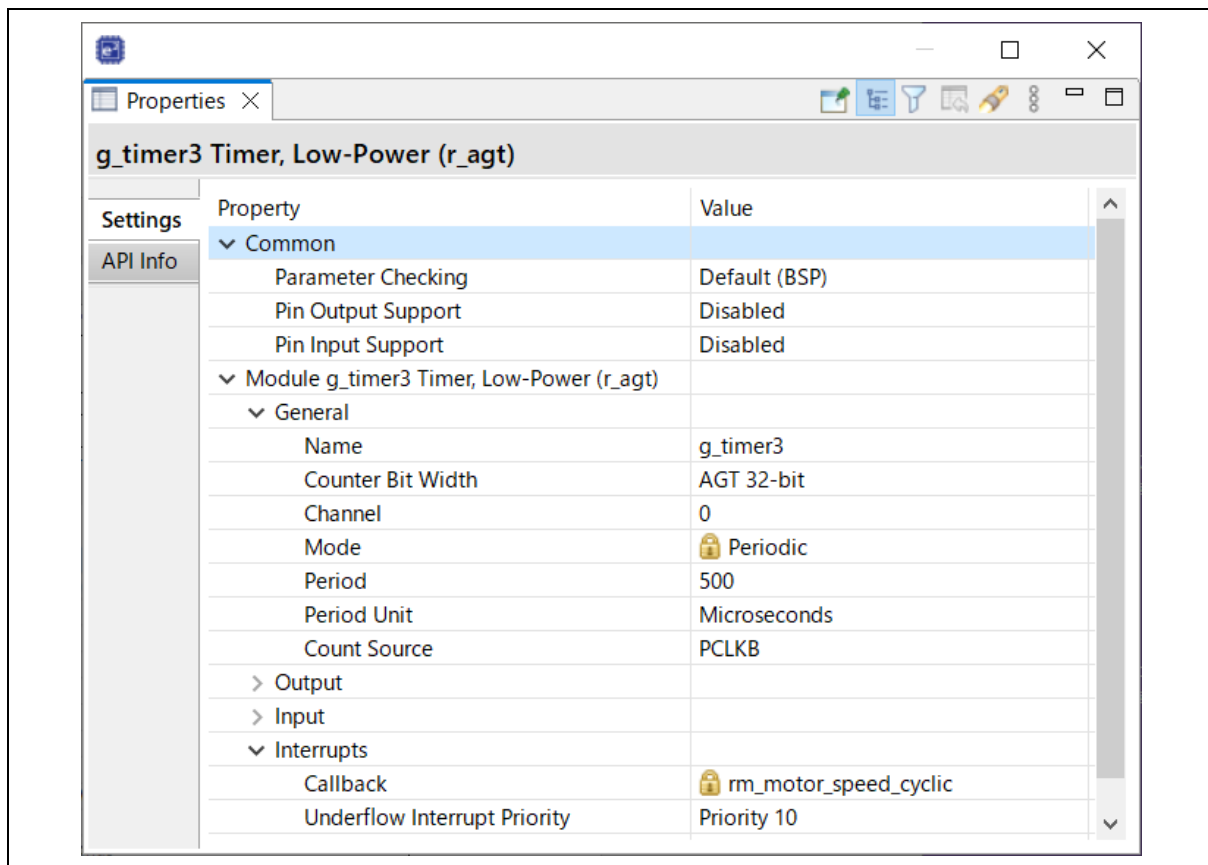 Properties
g_timer3 Timer, Low-Power (r_agt)
Settings
API Info
Property Value
Common
Parameter Checking Default (BSP)
Pin Output Support Disabled
Pin Input Support Disabled
Module g_timer3 Timer, Low-Power (r_agt)
General
Name g_timer3
Counter Bit Width AGT 32-bit
Channel 0
Mode Periodic
Period 500
Period Unit Microseconds
Count Source PCLKB
Output
Input
Interrupts
Callback rm_motor_speed_cyclic
Underflow Interrupt Priority Priority 10